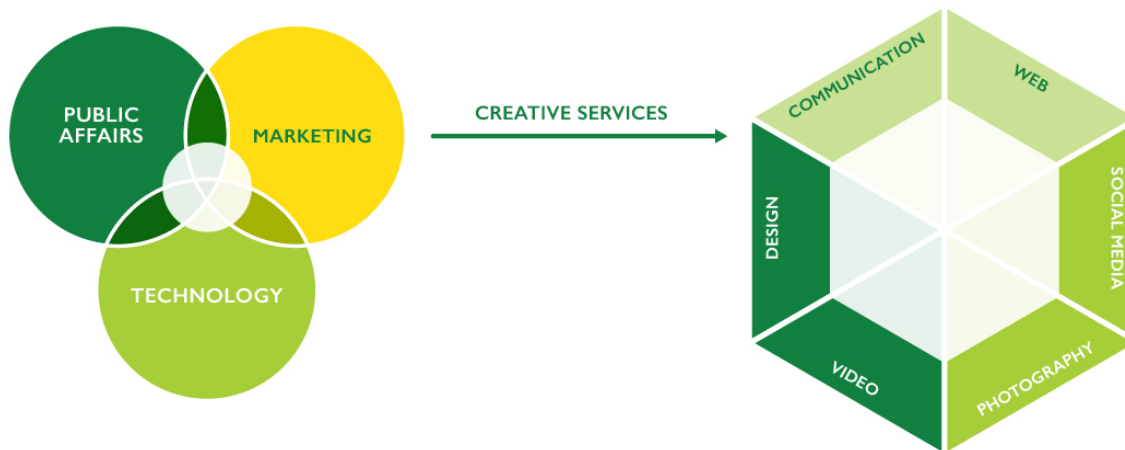 PUBLIC
AFFAIRS
MARKETING
TECHNOLOGY
CREATIVE SERVICES
COMMUNICATION
WEB
SOCIAL MEDIA
PHOTOGRAPHY
VIDEO
DESIGN